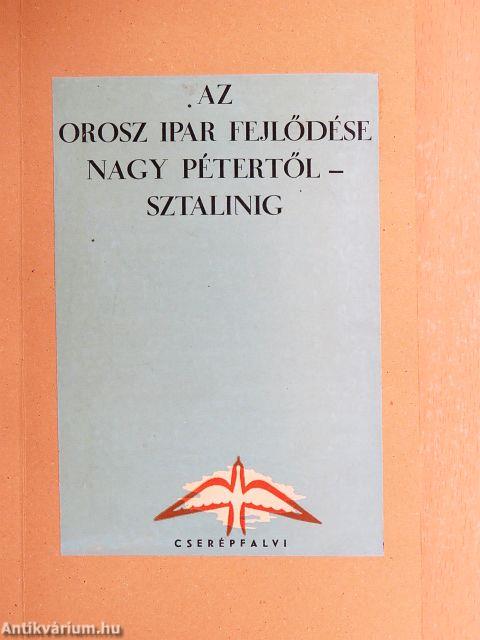 AZ
OROSZ IPAR FEJLŐDÉSE
NAGY PÉTERTŐL –
SZTALINIG
CSERÉPFALVI
Antikvárium.hu